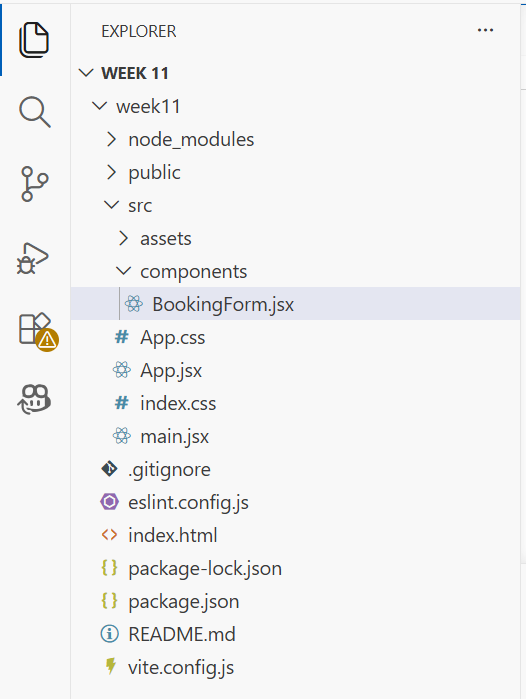 EXPLORER
WEEK 11
week11
node_modules
public
src
assets
components
BookingForm.jsx
App.css
App.jsx
index.css
main.jsx
.gitignore
eslint.config.js
index.html
package-lock.json
package.json
README.md
vite.config.js